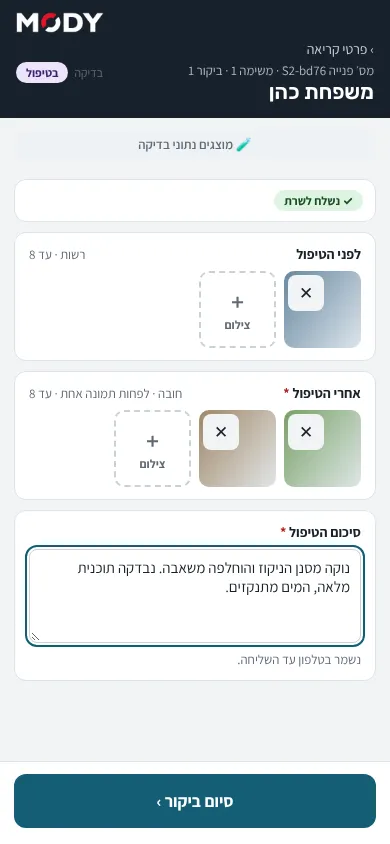 MODY
‹ פרטי קריאה
מס' פנייה S2-bd76 · משימה 1 · ביקור 1
בדיקה
בטיפול
משפחת כהן
🧪 מוצגים נתוני בדיקה
✓ נשלח לשרת
לפני הטיפול
רשות · עד 8
✕
+
צילום
אחרי הטיפול *
חובה · לפחות תמונה אחת · עד 8
✕
✕
+
צילום
סיכום הטיפול *
נוקה מסנן הניקוז והוחלפה משאבה. נבדקה תוכנית
מלאה, המים מתנקזים.
נשמר בטלפון עד השליחה.
סיום ביקור ‹